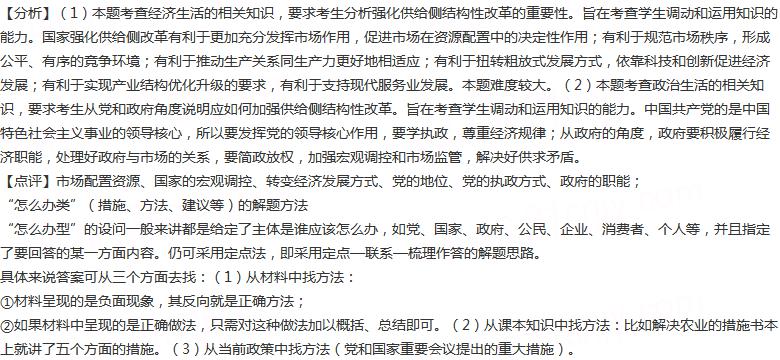 【分析】（1）本题考查经济生活的相关知识，要求考生分析强化供给侧结构性改革的重要性。旨在考查学生调动和运用知识的
能力。国家强化供给侧改革有利于更加充分发挥市场作用，促进市场在资源配置中的决定性作用；有利于规范市场秩序，形成
公平、有序的竞争环境；有利于推动生产关系同生产力更好地相适应；有利于扭转粗放式发展方式，依靠科技和创新促进经济
发展；有利于实现产业结构优化升级的要求，有利于支持现代服务业发展。本题难度较大。（2）本题考查政治生活的相关知
识，要求考生从党和政府角度说明应如何加强供给侧结构性改革。旨在考查学生调动和运用知识的能力。中国共产党的是中国
特色社会主义事业的领导核心，所以要发挥党的领导核心作用，要学执政，尊重经济规律；从政府的角度，政府要积极履行经
济职能，处理好政府与市场的关系，要简政放权，加强宏观调控和市场监管，解决好供求矛盾。
【点评】市场配置资源、国家的宏观调控、转变经济发展方式、党的地位、党的执政方式、政府的职能；
“怎么办类”（措施、方法、建议等）的解题方法
“怎么办型”的设问一般来讲都是给定了主体是谁应该怎么办，如党、国家、政府、公民、企业、消费者、个人等，并且指定
了要回答的某一方面内容。仍可采用定点法，即采用定点—联系—梳理作答的解题思路。
具体来说答案可从三个方面去找：（1）从材料中找方法：
①材料呈现的是负面现象，其反向就是正确方法；
②如果材料中呈现的是正确做法，只需对这种做法加以概括、总结即可。（2）从课本知识中找方法：比如解决农业的措施书本
上就讲了五个方面的措施。（3）从当前政策中找方法（党和国家重要会议提出的重大措施）。